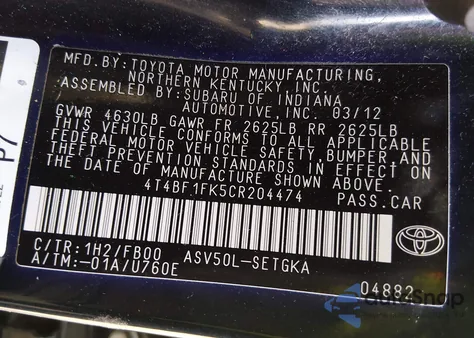 MFD.BY:TOYOTA MOTOR MANUFACTURING,
NORTHERN KENTUCKY, INC.
ASSEMBLED BY:SUBARU OF INDIANA
AUTOMOTIVE,INC. 03/12
GVWR 4630LB GAWR FR 2625LB RR 2625LB
THIS VEHICLE CONFORMS TO ALL APPLICABLE
FEDERAL MOTOR VEHICLE SAFETY,BUMPER,AND
THEFT PREVENTION STANDARDS IN EFFECT ON
THE DATE OF MANUFACTURE SHOWN ABOVE.
4T4BF1FK5CR204474 PASS.CAR
C/TR:1H2/FB00 ASV50L-SETGKA
A/TM:-01A/U760E
04882
P7